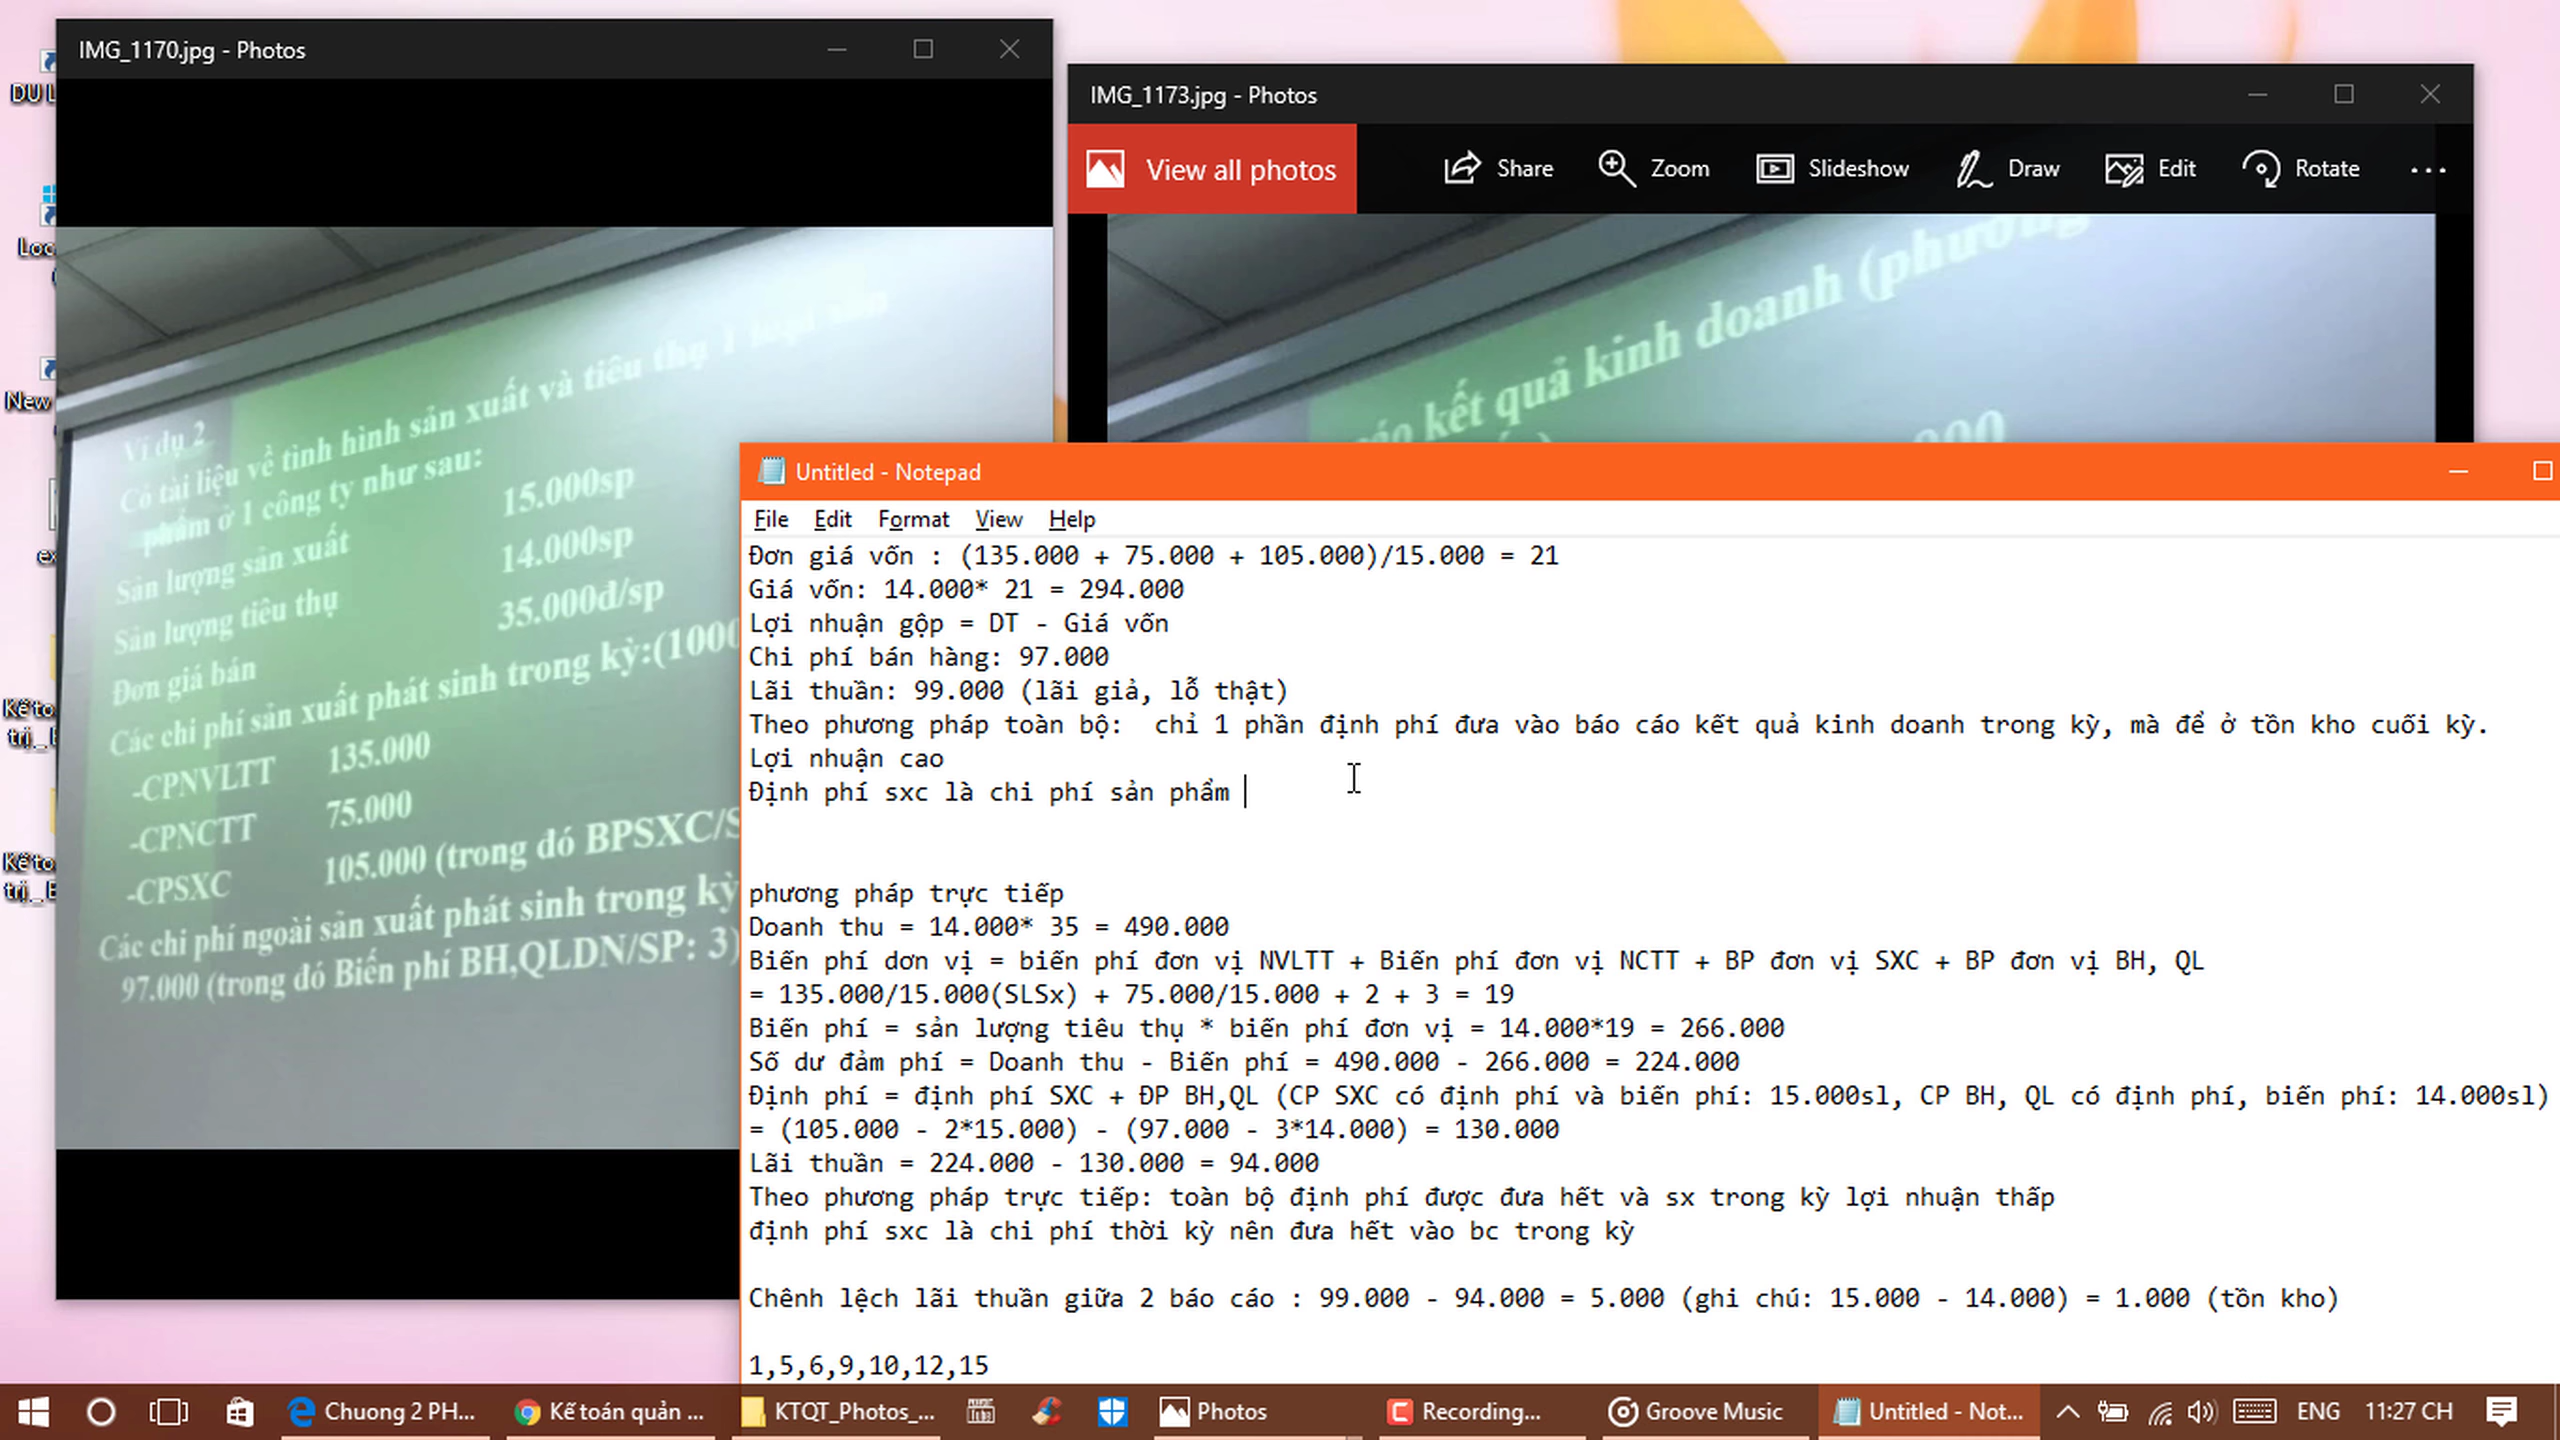 IMG_1170.jpg - Photos
IMG_1173.jpg - Photos
View all photos
Share
Zoom
Slideshow
Draw
Edit
Rotate
DU L
Loc
New
ex
Kế to
trị_E
Kế to
trị_E
Ví dụ 2
Có tài liệu về tình hình sản xuất và tiêu thụ 1
phẩm ở 1 công ty như sau:
Sản lượng sản xuất 15.000sp
Sản lượng tiêu thụ 14.000sp
Đơn giá bán 35.000đ/sp
Các chi phí sản xuất phát sinh trong kỳ:(1000
-CPNVLTT 135.000
-CPNCTT 75.000
-CPSXC 105.000 (trong đó BPSXC/S
Các chi phí ngoài sản xuất phát sinh trong kỳ
97.000 (trong đó Biến phí BH,QLDN/SP: 3)
kết quả kinh doanh (phương
000
Untitled - Notepad
File Edit Format View Help
Đơn giá vốn : (135.000 + 75.000 + 105.000)/15.000 = 21
Giá vốn: 14.000* 21 = 294.000
Lợi nhuận gộp = DT - Giá vốn
Chi phí bán hàng: 97.000
Lãi thuần: 99.000 (lãi giả, lỗ thật)
Theo phương pháp toàn bộ:  chỉ 1 phần định phí đưa vào báo cáo kết quả kinh doanh trong kỳ, mà để ở tồn kho cuối kỳ.
Lợi nhuận cao
Định phí sxc là chi phí sản phẩm
phương pháp trực tiếp
Doanh thu = 14.000* 35 = 490.000
Biến phí dơn vị = biến phí đơn vị NVLTT + Biến phí đơn vị NCTT + BP đơn vị SXC + BP đơn vị BH, QL
= 135.000/15.000(SLSx) + 75.000/15.000 + 2 + 3 = 19
Biến phí = sản lượng tiêu thụ * biến phí đơn vị = 14.000*19 = 266.000
Số dư đảm phí = Doanh thu - Biến phí = 490.000 - 266.000 = 224.000
Định phí = định phí SXC + ĐP BH,QL (CP SXC có định phí và biến phí: 15.000sl, CP BH, QL có định phí, biến phí: 14.000sl)
= (105.000 - 2*15.000) - (97.000 - 3*14.000) = 130.000
Lãi thuần = 224.000 - 130.000 = 94.000
Theo phương pháp trực tiếp: toàn bộ định phí được đưa hết và sx trong kỳ lợi nhuận thấp
định phí sxc là chi phí thời kỳ nên đưa hết vào bc trong kỳ
Chênh lệch lãi thuần giữa 2 báo cáo : 99.000 - 94.000 = 5.000 (ghi chú: 15.000 - 14.000) = 1.000 (tồn kho)
1,5,6,9,10,12,15
Chuong 2 PH...
Kế toán quản ...
KTQT_Photos_...
Photos
Recording...
Groove Music
Untitled - Not...
ENG
11:27 CH